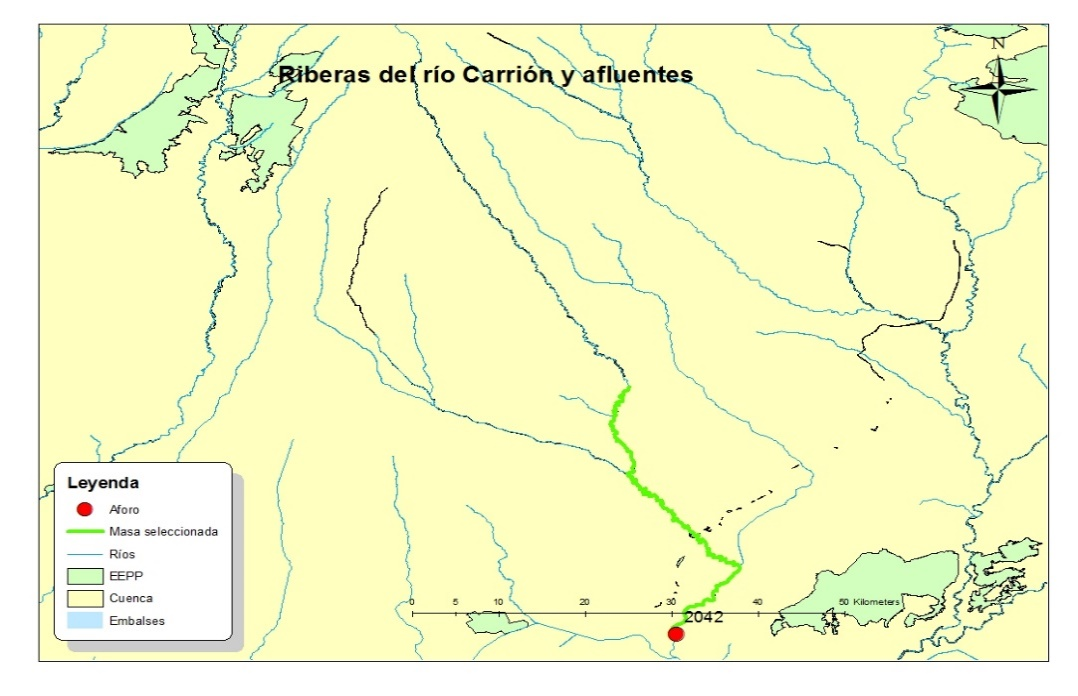 Riberas del río Carrión y afluentes
N
Leyenda
Aforo
Masa seleccionada
Ríos
EEPP
Cuenca
Embalses
0 5 10 20 30 40 50 Kilometers
2042